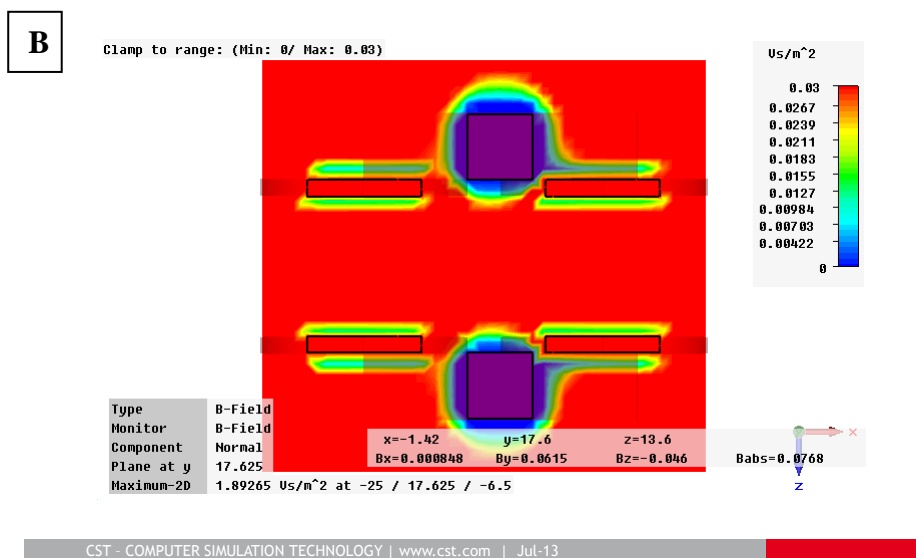 B
Clamp to range: (Min: 0/ Max: 0.03)
Vs/m^2
0.03
0.0267
0.0239
0.0211
0.0183
0.0155
0.0127
0.00984
0.00703
0.00422
0
Type B-Field
Monitor B-Field
Component Normal
Plane at y 17.625
Maximum-2D 1.89265 Vs/m^2 at -25 / 17.625 / -6.5
x=-1.42 y=17.6 z=13.6
Bx=0.000848 By=0.0615 Bz=-0.046 Babs=0.0768
x
z
CST – COMPUTER SIMULATION TECHNOLOGY | www.cst.com | Jul-13